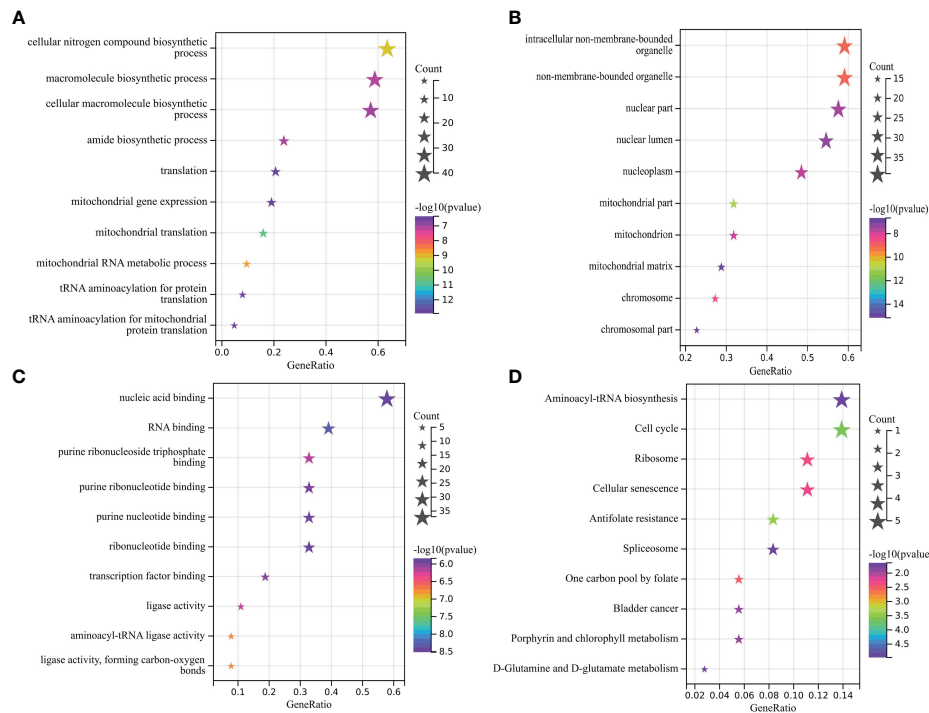 A
cellular nitrogen compound biosynthetic
process
macromolecule biosynthetic process
cellular macromolecule biosynthetic
process
amide biosynthetic process
translation
mitochondrial gene expression
mitochondrial translation
mitochondrial RNA metabolic process
tRNA aminoacylation for protein
translation
tRNA aminoacylation for mitochondrial
protein translation
0.0 0.2 0.4 0.6
GeneRatio
Count
10
20
30
40
-log10(pvalue)
7
8
9
10
11
12
B
intracellular non-membrane-bounded
organelle
non-membrane-bounded organelle
nuclear part
nuclear lumen
nucleoplasm
mitochondrial part
mitochondrion
mitochondrial matrix
chromosome
chromosomal part
0.2 0.3 0.4 0.5 0.6
GeneRatio
Count
15
20
25
30
35
-log10(pvalue)
8
10
12
14
C
nucleic acid binding
RNA binding
purine ribonucleoside triphosphate
binding
purine ribonucleotide binding
purine nucleotide binding
ribonucleotide binding
transcription factor binding
ligase activity
aminoacyl-tRNA ligase activity
ligase activity, forming carbon-oxygen
bonds
0.1 0.2 0.3 0.4 0.5 0.6
GeneRatio
Count
5
10
15
20
25
30
35
-log10(pvalue)
6.0
6.5
7.0
7.5
8.0
8.5
D
Aminoacyl-tRNA biosynthesis
Cell cycle
Ribosome
Cellular senescence
Antifolate resistance
Spliceosome
One carbon pool by folate
Bladder cancer
Porphyrin and chlorophyll metabolism
D-Glutamine and D-glutamate metabolism
0.02 0.04 0.06 0.08 0.10 0.12 0.14
GeneRatio
Count
1
2
3
4
5
-log10(pvalue
2.0
2.5
3.0
3.5
4.0
4.5